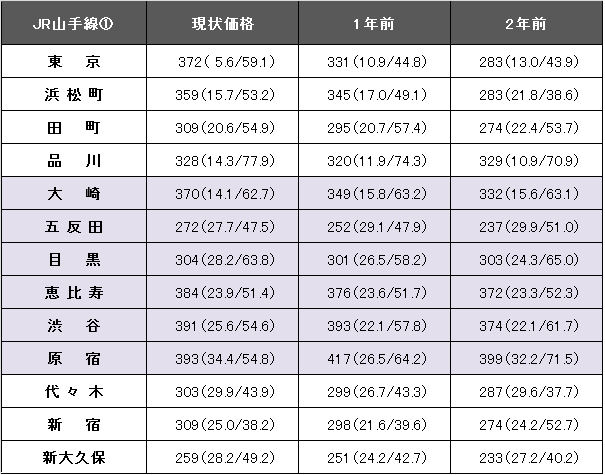 JR山手線① 現状価格 1年前 2年前
東京 372( 5.6/59.1) 331(10.9/44.8) 283(13.0/43.9)
浜松町 359(15.7/53.2) 345(17.0/49.1) 283(21.8/38.6)
田町 309(20.6/54.9) 295(20.7/57.4) 274(22.4/53.7)
品川 328(14.3/77.9) 320(11.9/74.3) 329(10.9/70.9)
大崎 370(14.1/62.7) 349(15.8/63.2) 332(15.6/63.1)
五反田 272(27.7/47.5) 252(29.1/47.9) 237(29.9/51.0)
目黒 304(28.2/63.8) 301(26.5/58.2) 303(24.3/65.0)
恵比寿 384(23.9/51.4) 376(23.6/51.7) 372(23.3/52.3)
渋谷 391(25.6/54.6) 393(22.1/57.8) 374(22.1/61.7)
原宿 393(34.4/54.8) 417(26.5/64.2) 399(32.2/71.5)
代々木 303(29.9/43.9) 299(26.7/43.3) 287(29.6/37.7)
新宿 309(25.0/38.2) 298(21.6/39.6) 274(24.2/52.7)
新大久保 259(28.2/49.2) 251(24.2/42.7) 233(27.2/40.2)